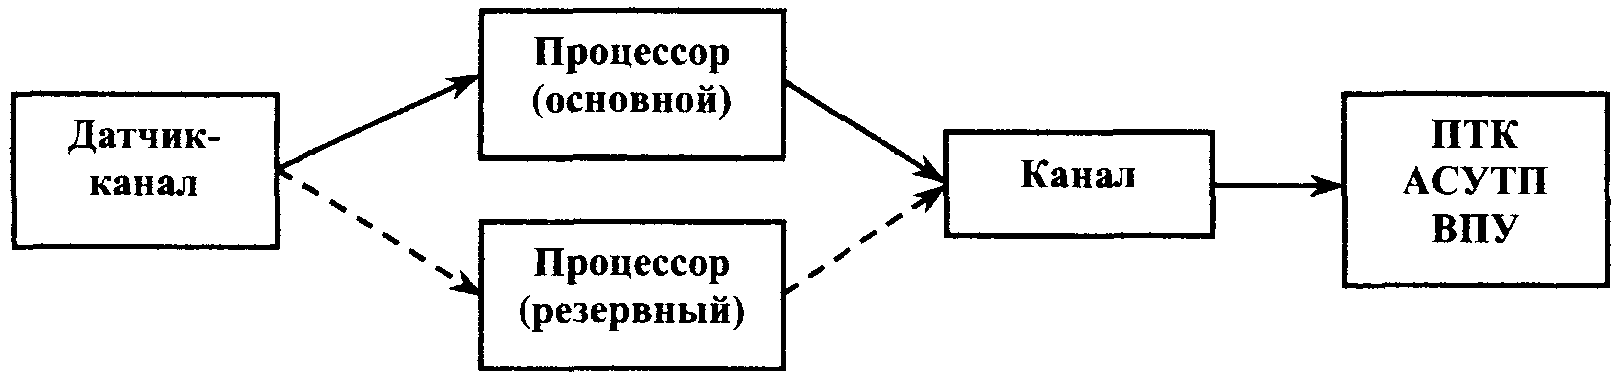 Датчик-
канал
Процессор
(основной)
Процессор
(резервный)
Канал
ПТК
АСУТП
ВПУ